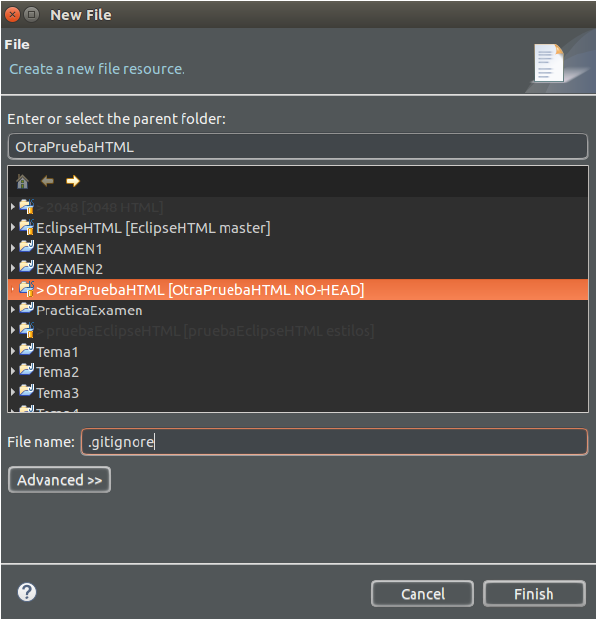 New File
File
Create a new file resource.
Enter or select the parent folder:
OtraPruebaHTML
> 2048 [2048 HTML]
EclipseHTML [EclipseHTML master]
EXAMEN1
EXAMEN2
> OtraPruebaHTML [OtraPruebaHTML NO-HEAD]
PracticaExamen
> pruebaEclipseHTML [pruebaEclipseHTML estilos]
Tema1
Tema2
Tema3
File name: .gitignore
Advanced >>
Cancel Finish